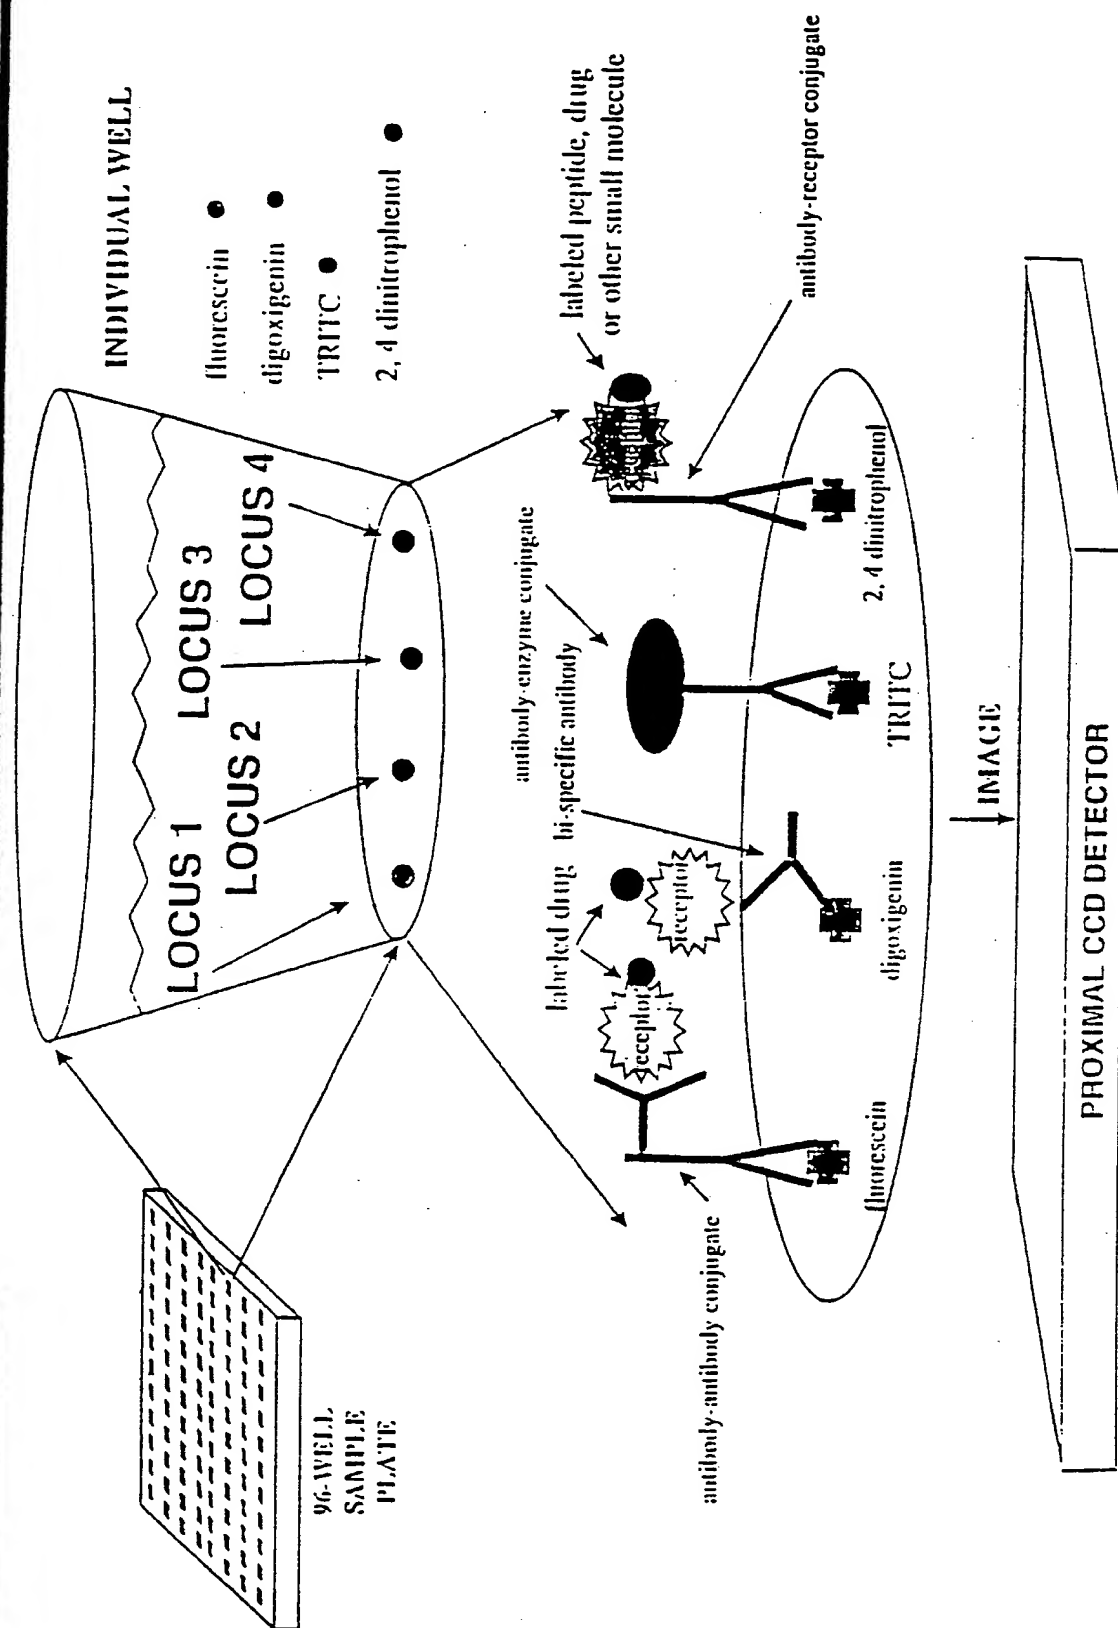 INDIVIDUAL WELL
fluorescein
digoxigenin
TRITC
2, 4 dinitrophenol
LOCUS 1
LOCUS 2
LOCUS 3
LOCUS 4
96-WELL
SAMPLE
PLATE
labeled drug
bi-specific antibody
antibody-enzyme conjugate
labeled peptide, drug
or other small molecule
receptor
receptor
antibody-antibody conjugate
antibody-receptor conjugate
fluorescein
digoxigenin
TRITC
2, 4 dinitrophenol
IMAGE
PROXIMAL CCD DETECTOR